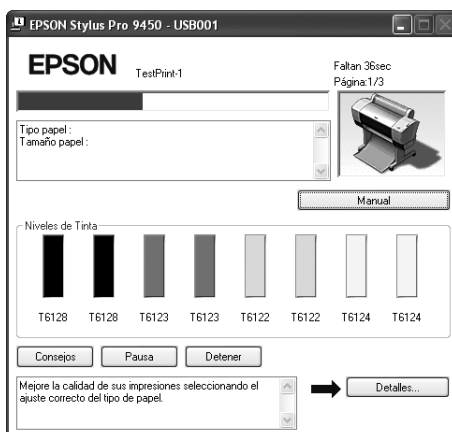 EPSON Stylus Pro 9450 - USB001
EPSON
TestPrint-1
Faltan 36sec
Página:1/3
Tipo papel :
Tamaño papel :
Manual
Niveles de Tinta
T6128 T6128 T6123 T6123 T6122 T6122 T6124 T6124
Consejos Pausa Detener
Mejore la calidad de sus impresiones seleccionando el
ajuste correcto del tipo de papel.
Detalles...